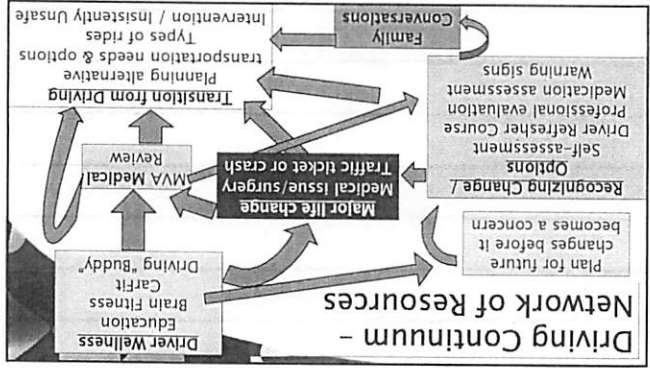 Driving Continuum –
Network of Resources
Driver Wellness
Education
Brain Fitness
CarFit
Driving "Buddy"
Plan for future
changes before it
becomes a concern
Recognizing Change /
Options
Self-assessment
Driver Refresher Course
Professional evaluation
Medication assessment
Warning signs
Major life change
Medical issue/surgery
Traffic ticket or crash
MVA Medical
Review
Transition from Driving
Planning alternative
transportation needs & options
Types of rides
Intervention / Insistently Unsafe
Family
Conversations